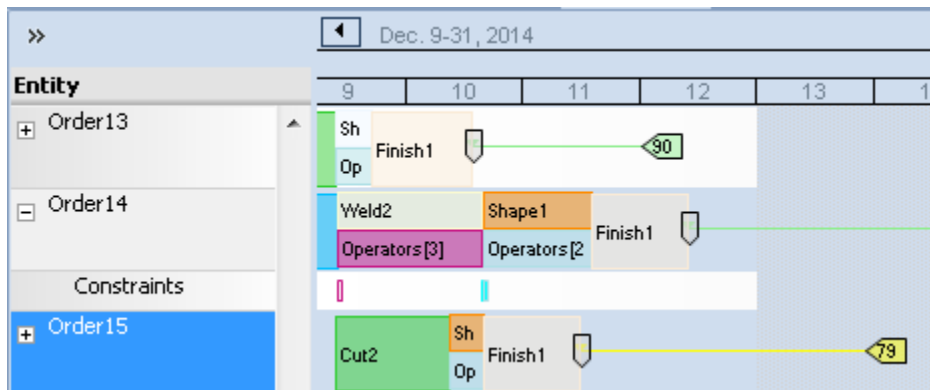 »
Dec. 9-31, 2014
Entity
9 10 11 12 13 1
Order13
Sh
Op
Finish1
90
Order14
Weld2
Shape1
Operators[3]
Operators[2
Finish1
Constraints
Order15
Cut2
Sh
Op
Finish1
79